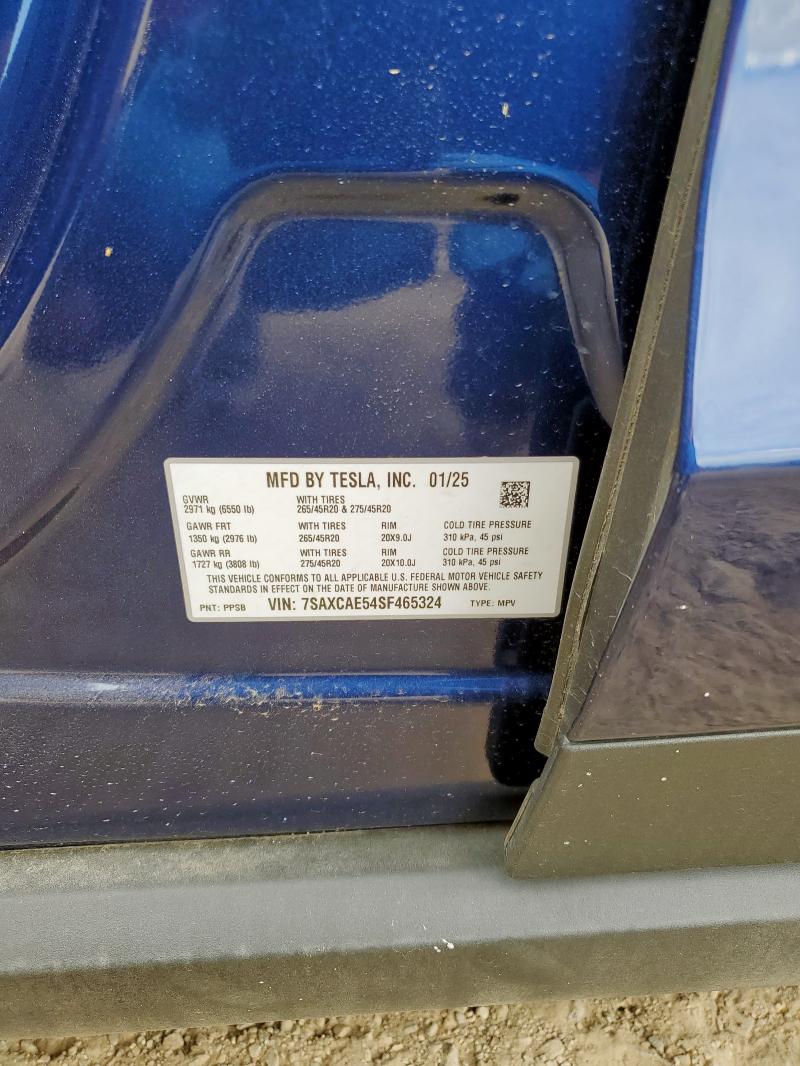 MFD BY TESLA, INC. 01/25
GVWR WITH TIRES
2971 kg (6550 lb) 265/45R20 & 275/45R20
GAWR FRT WITH TIRES RIM COLD TIRE PRESSURE
1350 kg (2976 lb) 265/45R20 20X9.0J 310 kPa, 45 psi
GAWR RR WITH TIRES RIM COLD TIRE PRESSURE
1727 kg (3808 lb) 275/45R20 20X10.0J 310 kPa, 45 psi
THIS VEHICLE CONFORMS TO ALL APPLICABLE U.S. FEDERAL MOTOR VEHICLE SAFETY
STANDARDS IN EFFECT ON THE DATE OF MANUFACTURE SHOWN ABOVE.
PNT: PPSB VIN: 7SAXCAE54SF465324 TYPE: MPV